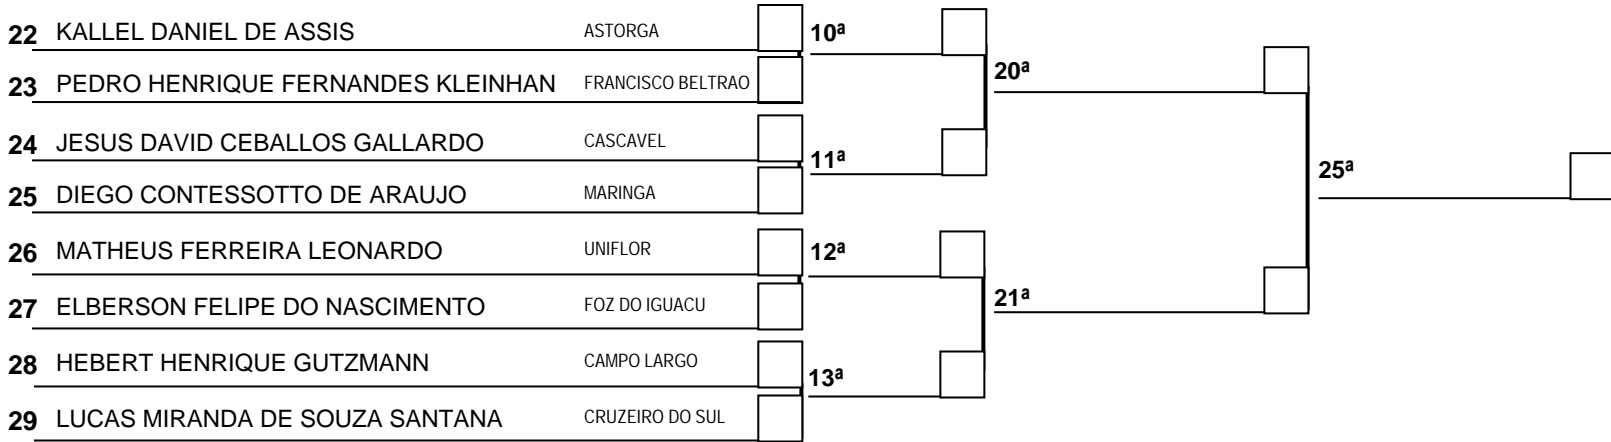 22 KALLEL DANIEL DE ASSIS ASTORGA 10ª
23 PEDRO HENRIQUE FERNANDES KLEINHAN FRANCISCO BELTRAO 20ª
24 JESUS DAVID CEBALLOS GALLARDO CASCAVEL 11ª
25 DIEGO CONTESSOTTO DE ARAUJO MARINGA 25ª
26 MATHEUS FERREIRA LEONARDO UNIFLOR 12ª
27 ELBERSON FELIPE DO NASCIMENTO FOZ DO IGUACU 21ª
28 HEBERT HENRIQUE GUTZMANN CAMPO LARGO 13ª
29 LUCAS MIRANDA DE SOUZA SANTANA CRUZEIRO DO SUL